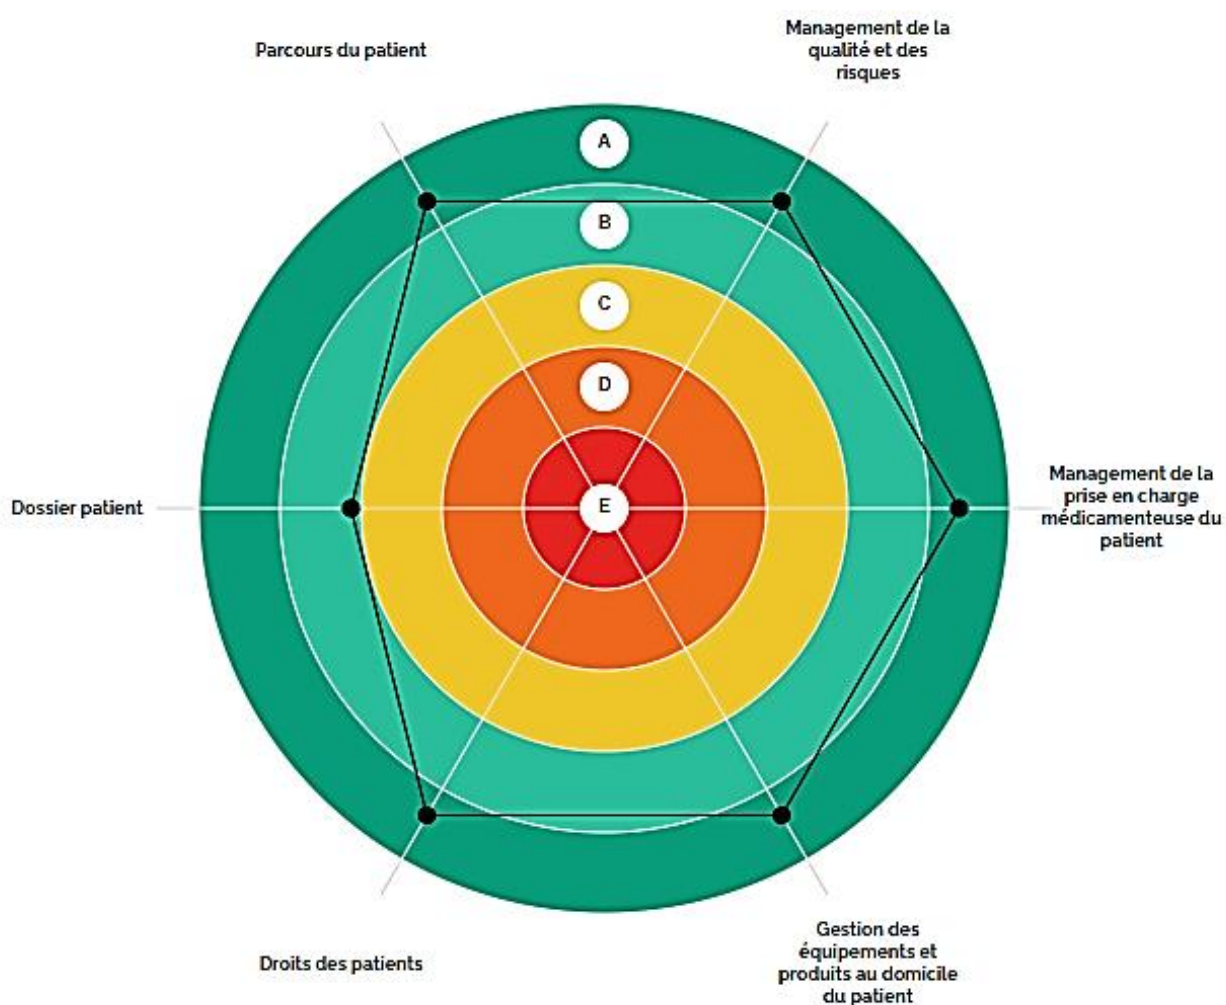 Management de la
qualité et des
risques
Parcours du patient
A
B
C
D
E
Dossier patient
Management de la
prise en charge
médicamenteuse du
patient
Droits des patients
Gestion des
équipements et
produits au domicile
du patient